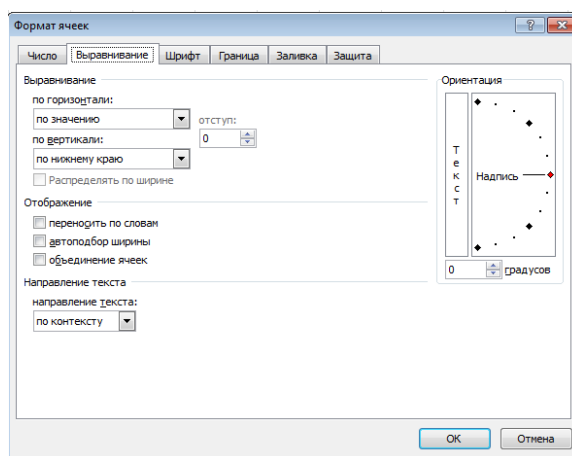 Формат ячеек
Число Выравнивание Шрифт Граница Заливка Защита
Выравнивание
по горизонтали:
по значению
отступ:
по вертикали:
0
по нижнему краю
Распределять по ширине
Отображение
переносить по словам
автоподбор ширины
объединение ячеек
Направление текста
направление текста:
по контексту
Ориентация
Текст
Надпись
0 градусов
ОК Отмена